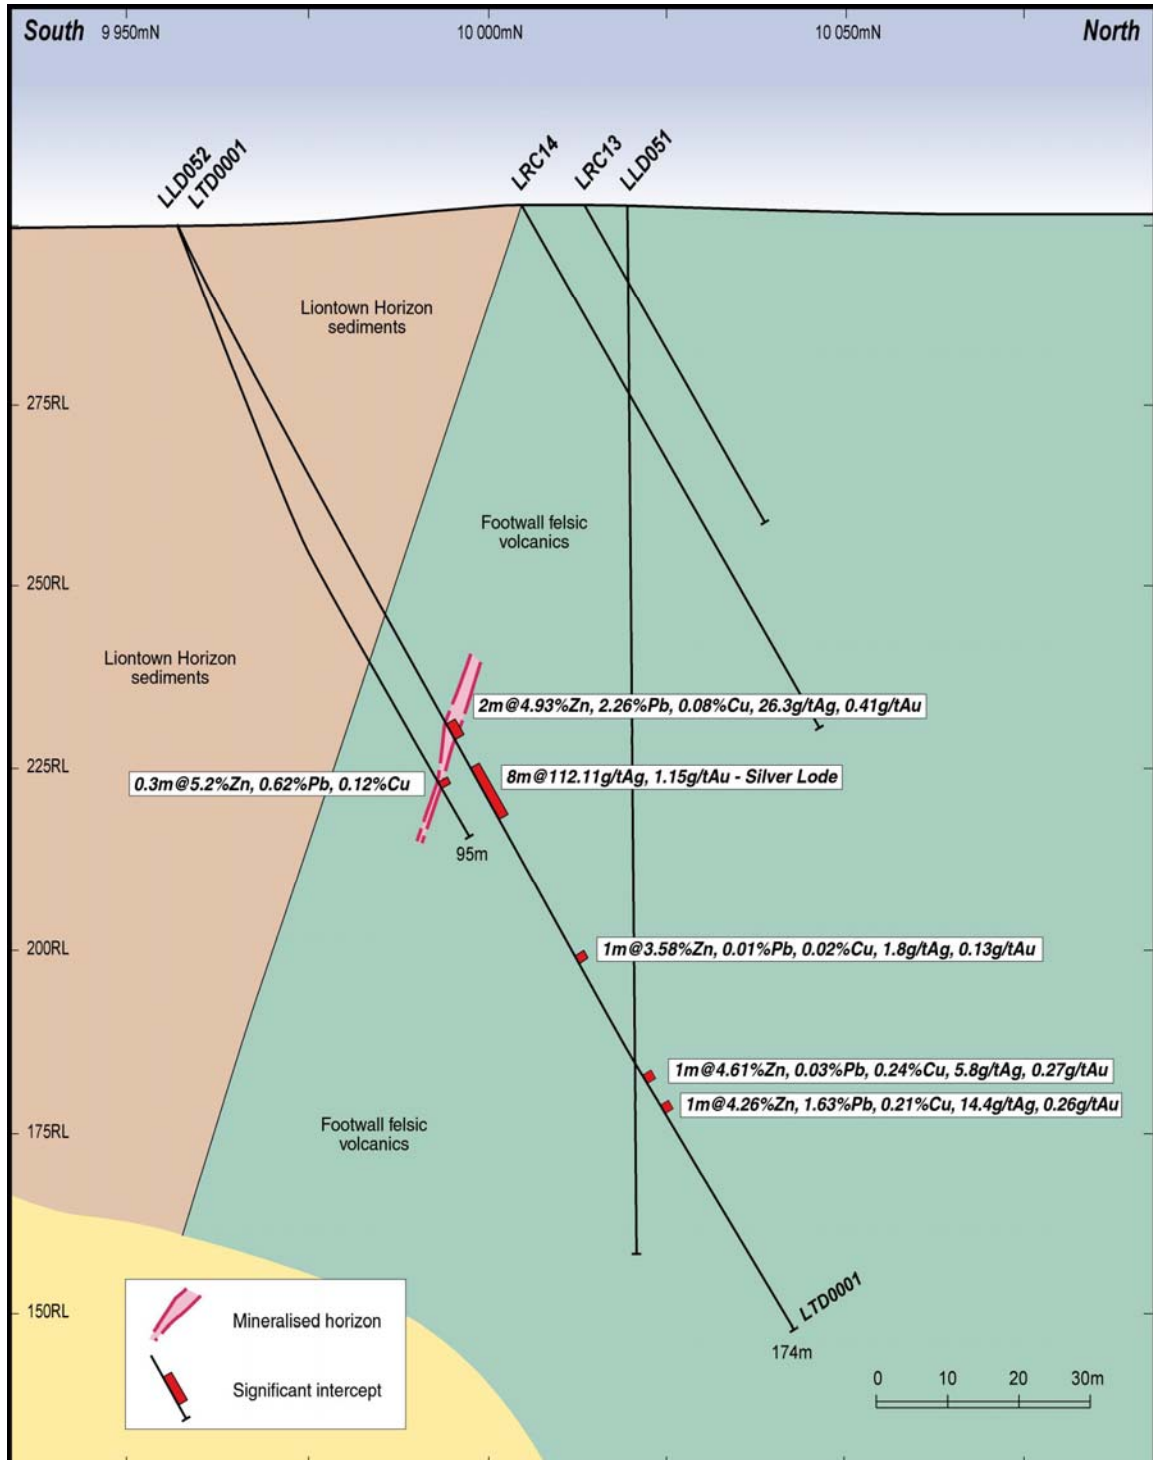 South 9 950mN 10 000mN 10 050mN North
LLD052
LTD0001
LRC14
LRC13
LLD051
Liontown Horizon
sediments
275RL
Footwall felsic
volcanics
250RL
Liontown Horizon
sediments
2m@4.93%Zn, 2.26%Pb, 0.08%Cu, 26.3g/tAg, 0.41g/tAu
225RL
8m@112.11g/tAg, 1.15g/tAu - Silver Lode
0.3m@5.2%Zn, 0.62%Pb, 0.12%Cu
95m
200RL
1m@3.58%Zn, 0.01%Pb, 0.02%Cu, 1.8g/tAg, 0.13g/tAu
1m@4.61%Zn, 0.03%Pb, 0.24%Cu, 5.8g/tAg, 0.27g/tAu
1m@4.26%Zn, 1.63%Pb, 0.21%Cu, 14.4g/tAg, 0.26g/tAu
175RL
Footwall felsic
volcanics
150RL
LTD0001
174m
Mineralised horizon
Significant intercept
0 10 20 30m